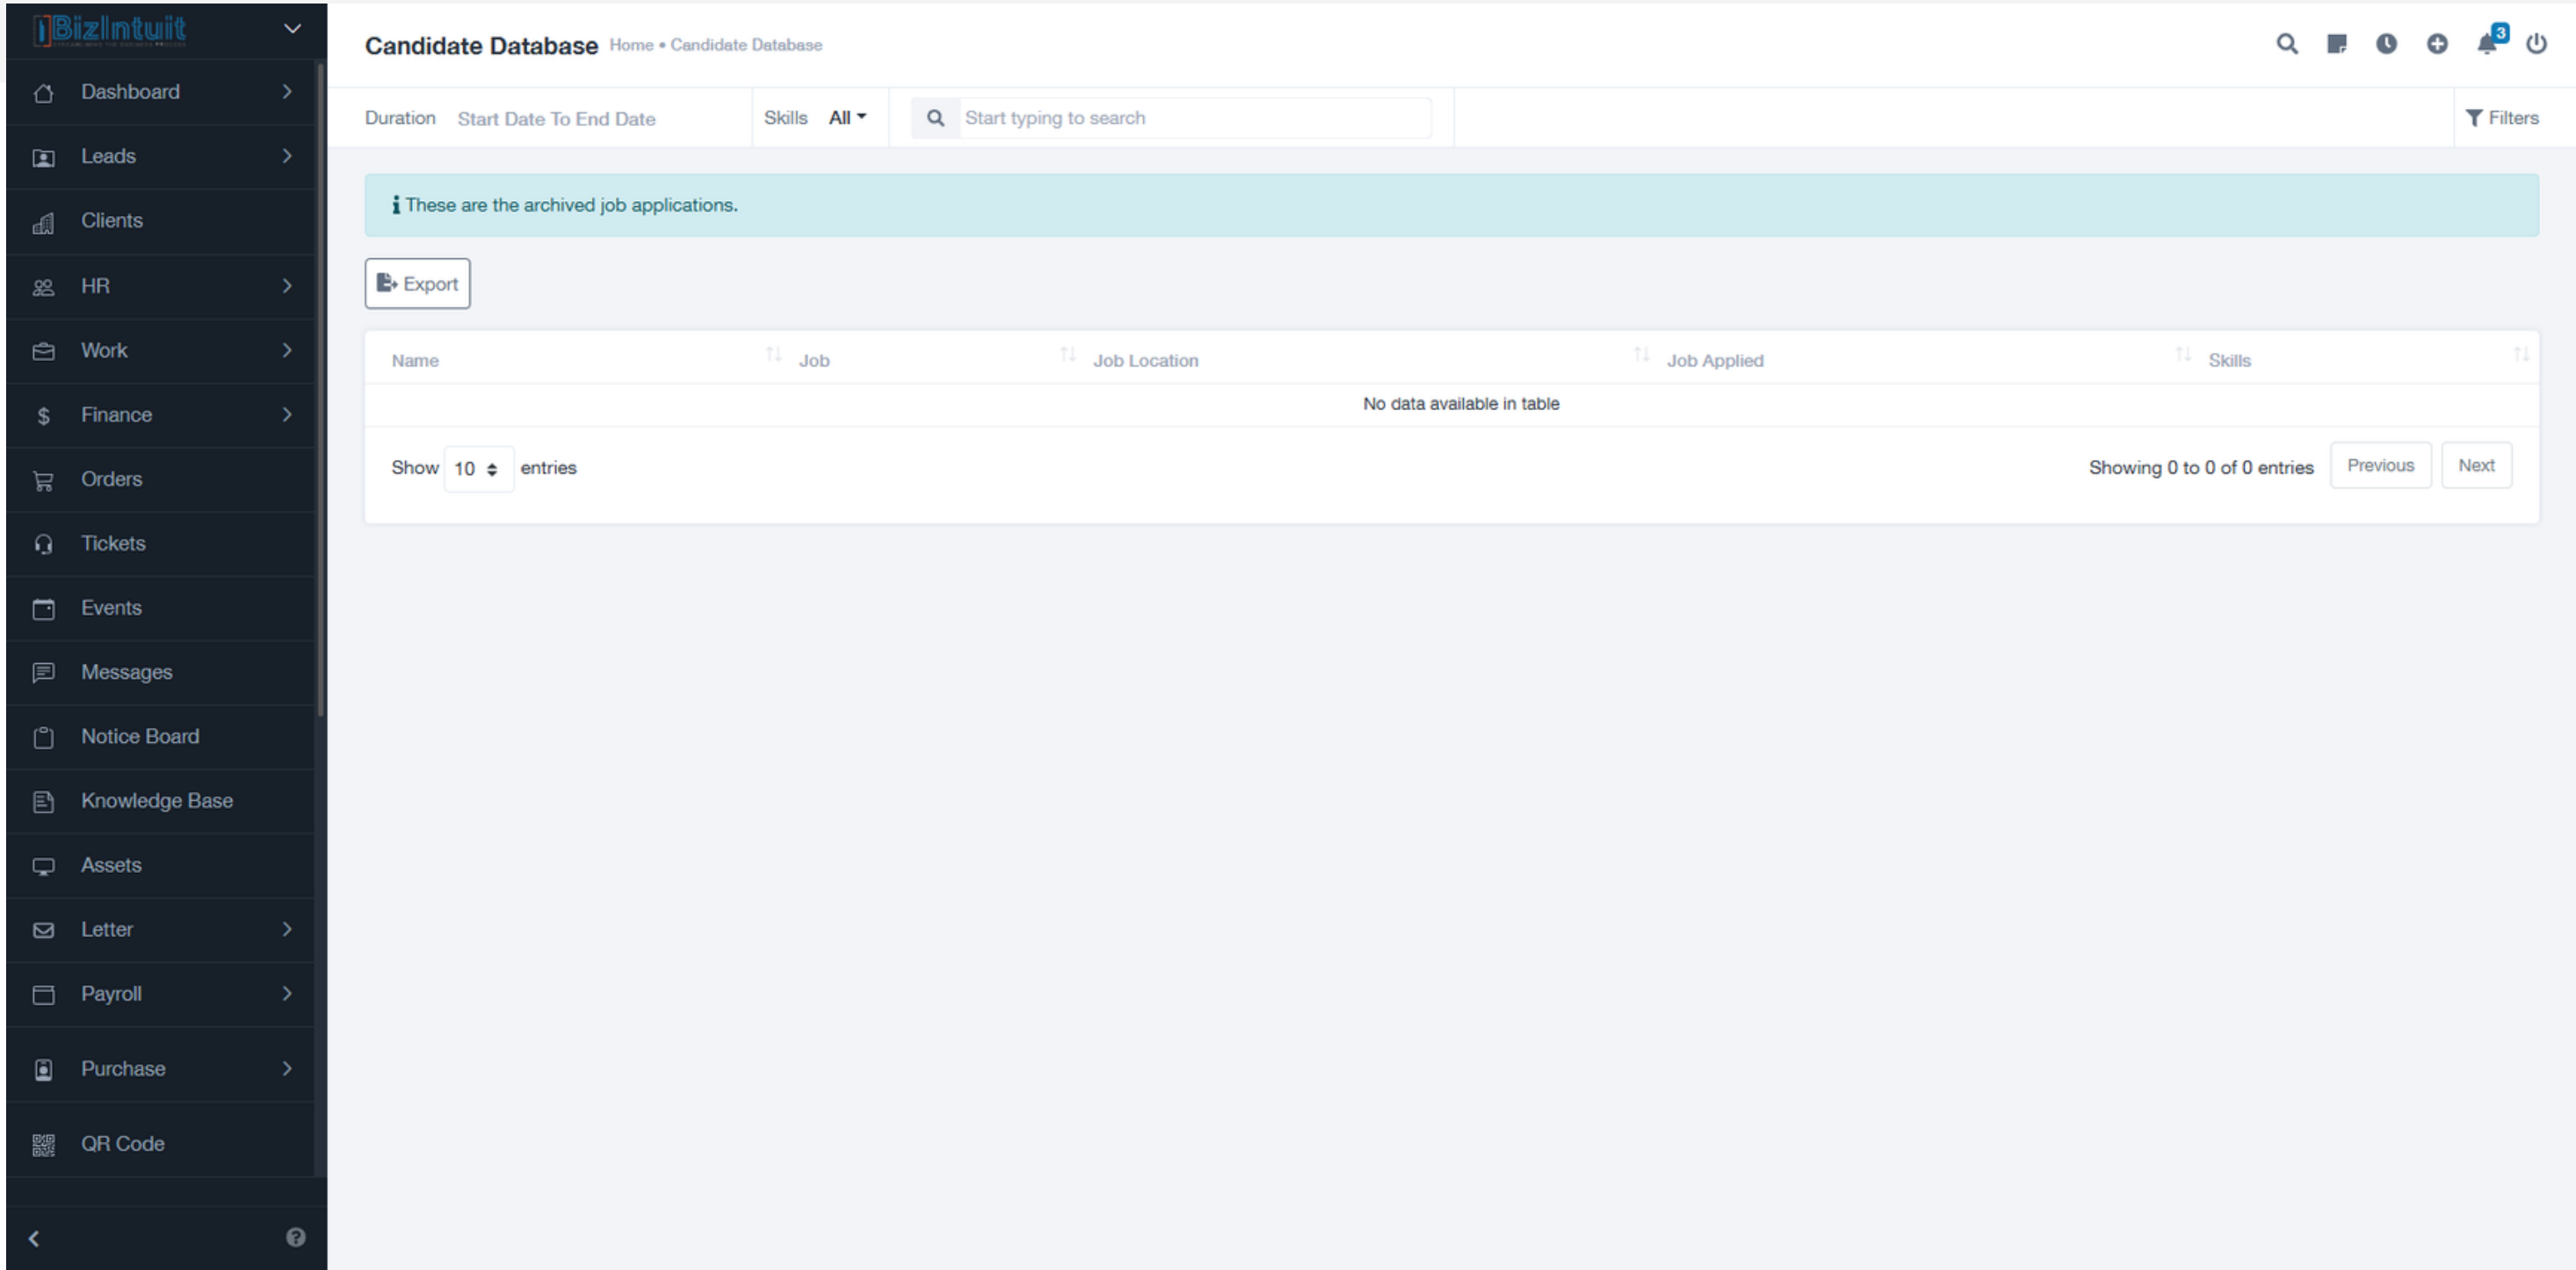 BizIntuit
Dashboard
Leads
Clients
HR
Work
Finance
Orders
Tickets
Events
Messages
Notice Board
Knowledge Base
Assets
Letter
Payroll
Purchase
QR Code
Candidate Database Home • Candidate Database
3
Duration Start Date To End Date Skills All Start typing to search Filters
These are the archived job applications.
Export
Name Job Job Location Job Applied Skills
No data available in table
Show 10 entries Showing 0 to 0 of 0 entries Previous Next